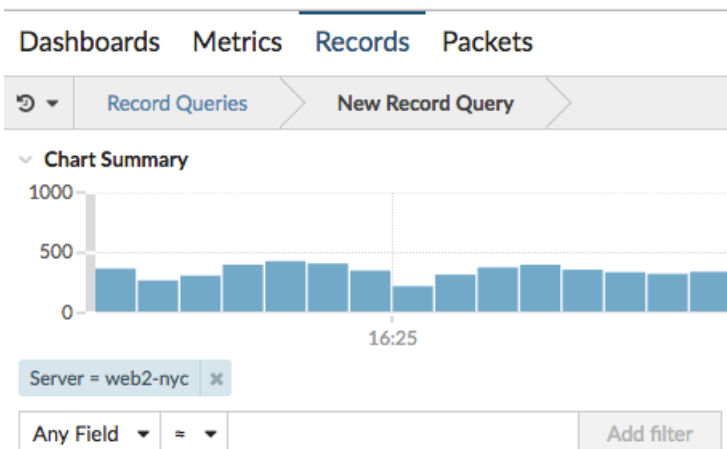 Dashboards Metrics Records Packets
Record Queries New Record Query
Chart Summary
1000
500
0
16:25
Server = web2-nyc ×
Any Field ≈ Add filter